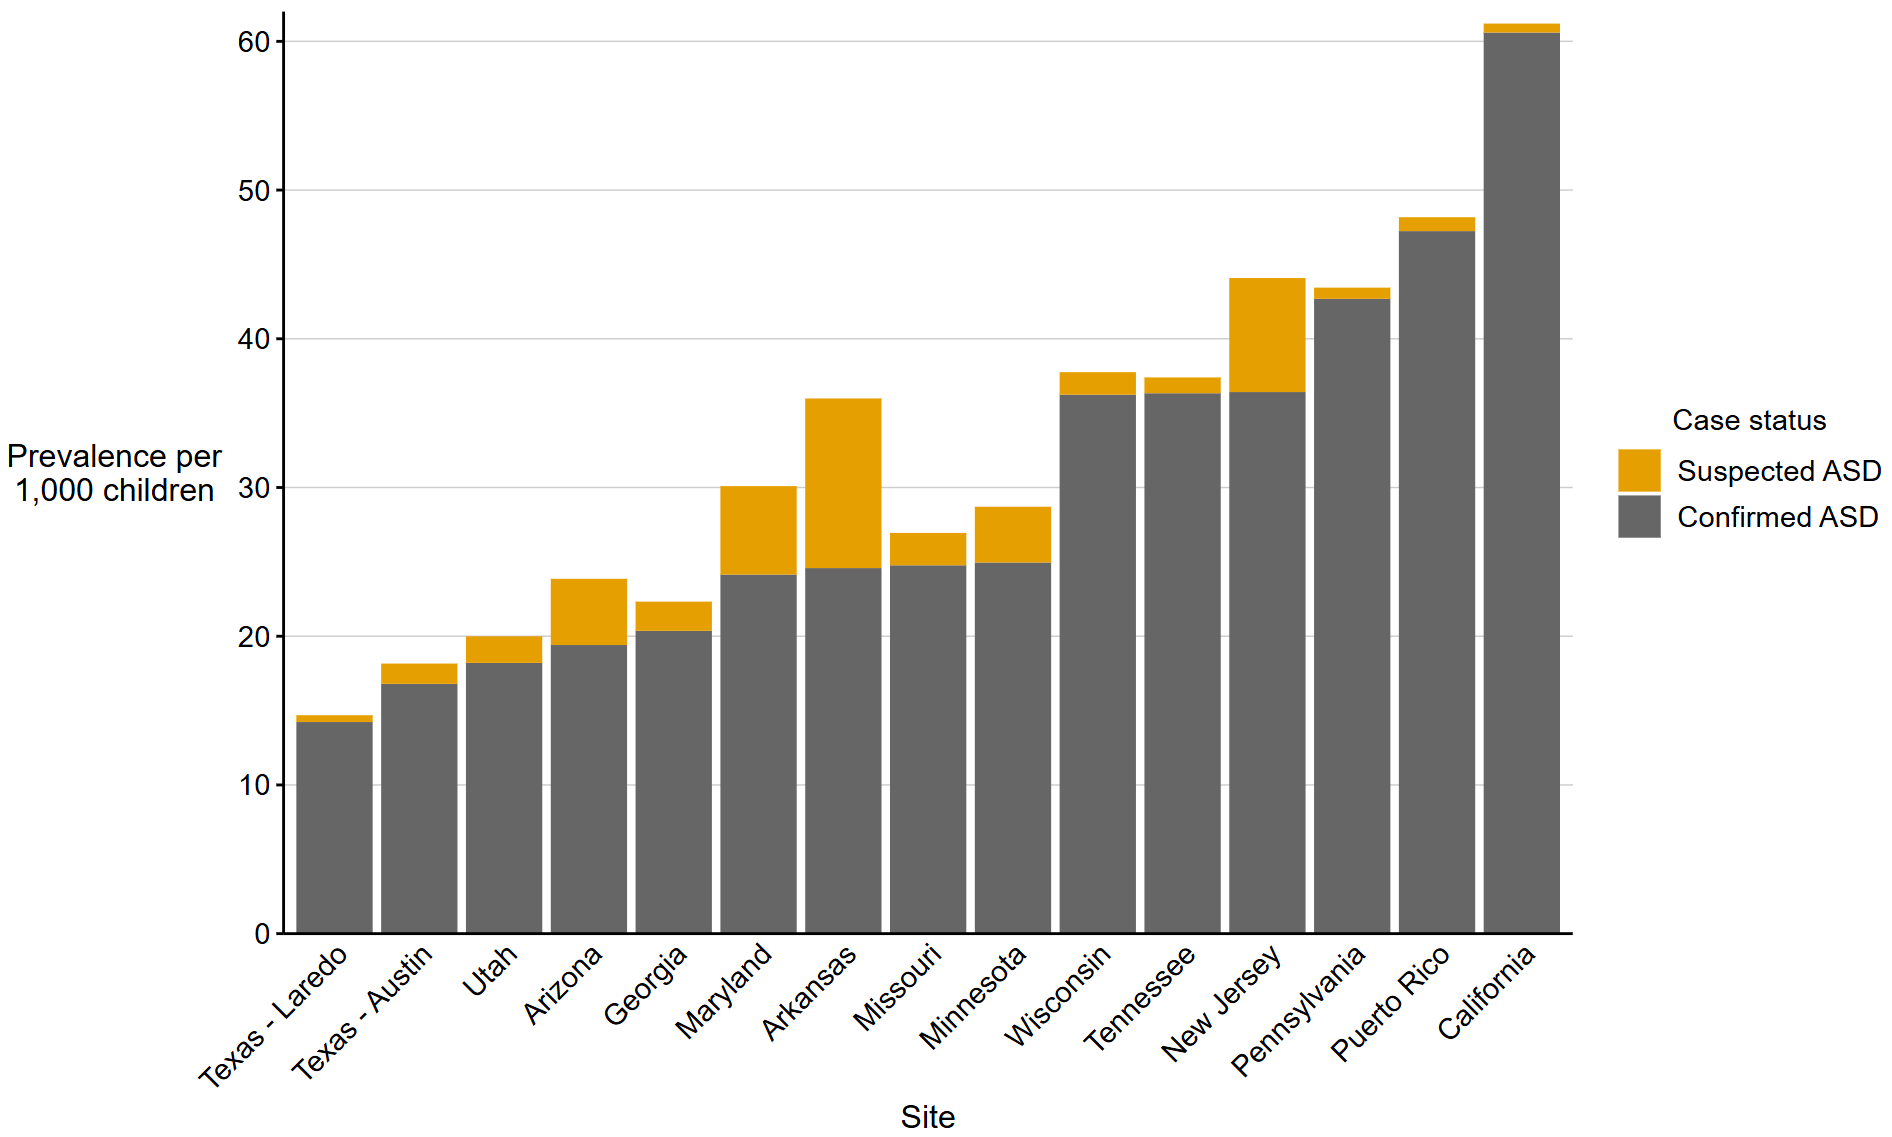 60
50
40
30
20
10
0
Prevalence per
1,000 children
Texas - Laredo
Texas - Austin
Utah
Arizona
Georgia
Maryland
Arkansas
Missouri
Minnesota
Wisconsin
Tennessee
New Jersey
Pennsylvania
Puerto Rico
California
Site
Case status
Suspected ASD
Confirmed ASD